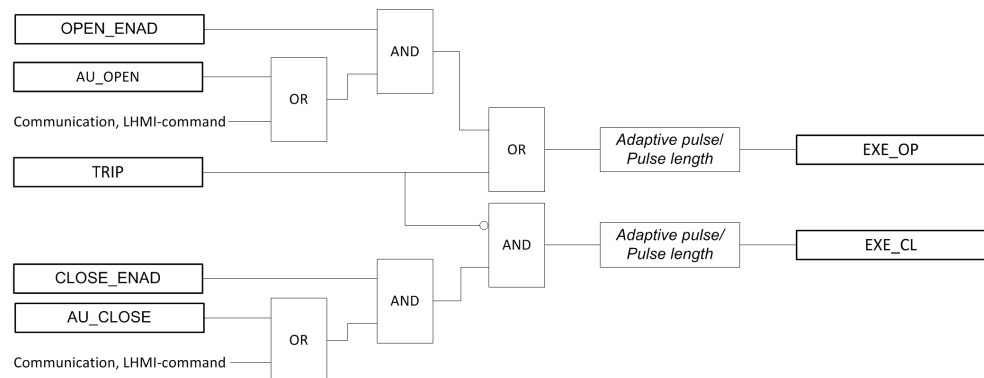 OPEN_ENAD
AND
AU_OPEN
OR
Communication, LHMI-command
OR
Adaptive pulse/
Pulse length
EXE_OP
TRIP
AND
Adaptive pulse/
Pulse length
EXE_CL
CLOSE_ENAD
AND
AU_CLOSE
OR
Communication, LHMI-command